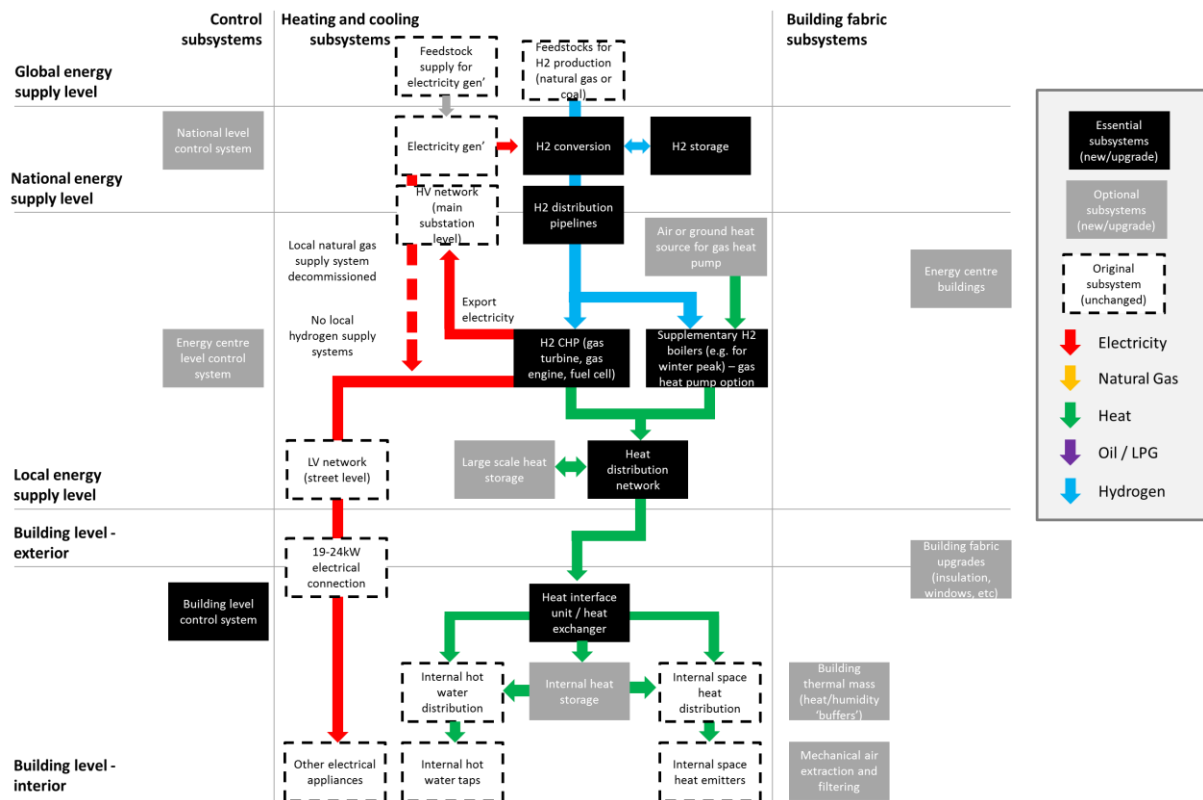 Control
subsystems
Heating and cooling
subsystems
Building fabric
subsystems
Global energy
supply level
Feedstock
supply for
electricity gen’
Feedstocks for
H2 production
(natural gas or
coal)
National level
control system
Electricity gen’
H2 conversion
H2 storage
National energy
supply level
HV network
(main
substation
level)
H2 distribution
pipelines
Local natural gas
supply system
decommissioned
Air or ground heat
source for gas heat
pump
Energy centre
buildings
Export
electricity
No local
hydrogen supply
systems
Energy centre
level control
system
H2 CHP (gas
turbine, gas
engine, fuel cell)
Supplementary H2
boilers (e.g. for
winter peak) – gas
heat pump option
LV network
(street level)
Large scale heat
storage
Heat
distribution
network
Local energy
supply level
Building level -
exterior
19-24kW
electrical
connection
Building fabric
upgrades
(insulation,
windows, etc)
Building level
control system
Heat interface
unit / heat
exchanger
Internal hot
water
distribution
Internal heat
storage
Internal space
heat
distribution
Building
thermal mass
(heat/humidity
‘buffers’)
Building level -
interior
Other electrical
appliances
Internal hot
water taps
Internal space
heat emitters
Mechanical air
extraction and
filtering
Essential
subsystems
(new/upgrade)
Optional
subsystems
(new/upgrade)
Original
subsystem
(unchanged)
Electricity
Natural Gas
Heat
Oil / LPG
Hydrogen